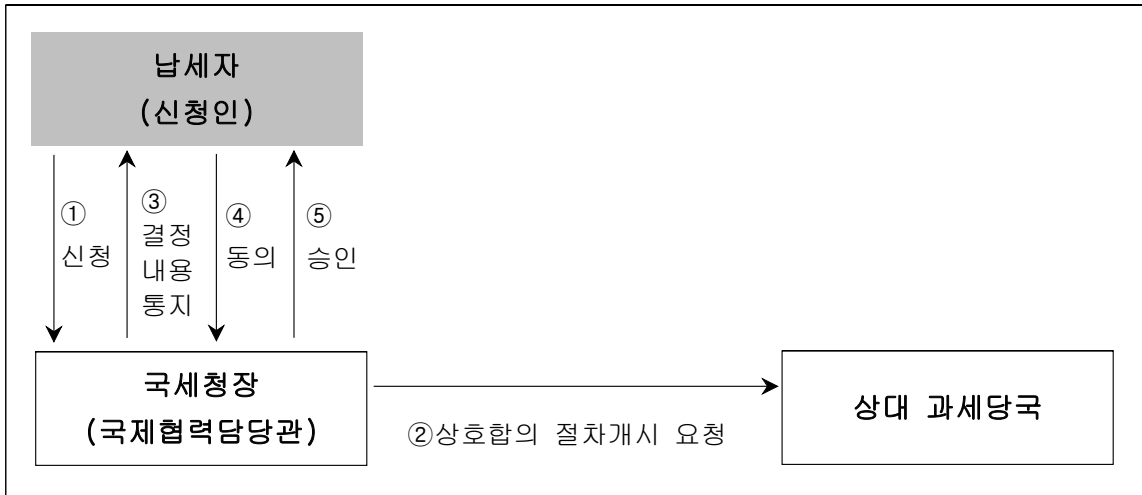 납세자
(신청인)
①
신청
③
결정
내용
통지
④
동의
⑤
승인
국세청장
(국제협력담당관)
②상호합의 절차개시 요청
상대 과세당국